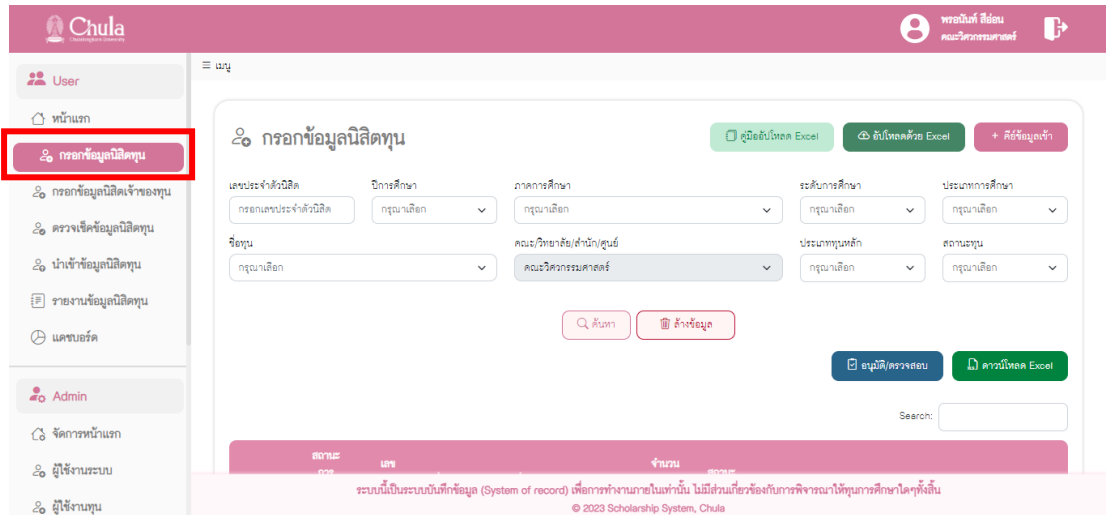 Chula
Chulalongkorn University
พรอนันท์ สีอ่อน
คณะวิศวกรรมศาสตร์
User
หน้าแรก
กรอกข้อมูลนิสิตทุน
กรอกข้อมูลนิสิตเจ้าของทุน
ตรวจเช็คข้อมูลนิสิตทุน
นำเข้าข้อมูลนิสิตทุน
รายงานข้อมูลนิสิตทุน
แดชบอร์ด
Admin
จัดการหน้าแรก
ผู้ใช้งานระบบ
ผู้ใช้งานทุน
เมนู
กรอกข้อมูลนิสิตทุน
คู่มืออัปโหลด Excel
อัปโหลดด้วย Excel
+ คีย์ข้อมูลเข้า
เลขประจำตัวนิสิต ปีการศึกษา ภาคการศึกษา ระดับการศึกษา ประเภทการศึกษา
กรอกเลขประจำตัวนิสิต กรุณาเลือก กรุณาเลือก กรุณาเลือก กรุณาเลือก
ชื่อทุน คณะ/วิทยาลัย/สำนัก/ศูนย์ ประเภททุนหลัก สถานะทุน
กรุณาเลือก คณะวิศวกรรมศาสตร์ กรุณาเลือก กรุณาเลือก
ค้นหา ล้างข้อมูล
อนุมัติ/ตรวจสอบ ดาวน์โหลด Excel
Search:
สถานะ เลข จำนวน
ระบบนี้เป็นระบบบันทึกข้อมูล (System of record) เพื่อการทำงานภายในเท่านั้น ไม่มีส่วนเกี่ยวข้องกับการพิจารณาให้ทุนการศึกษาใดๆทั้งสิ้น
© 2023 Scholarship System, Chula